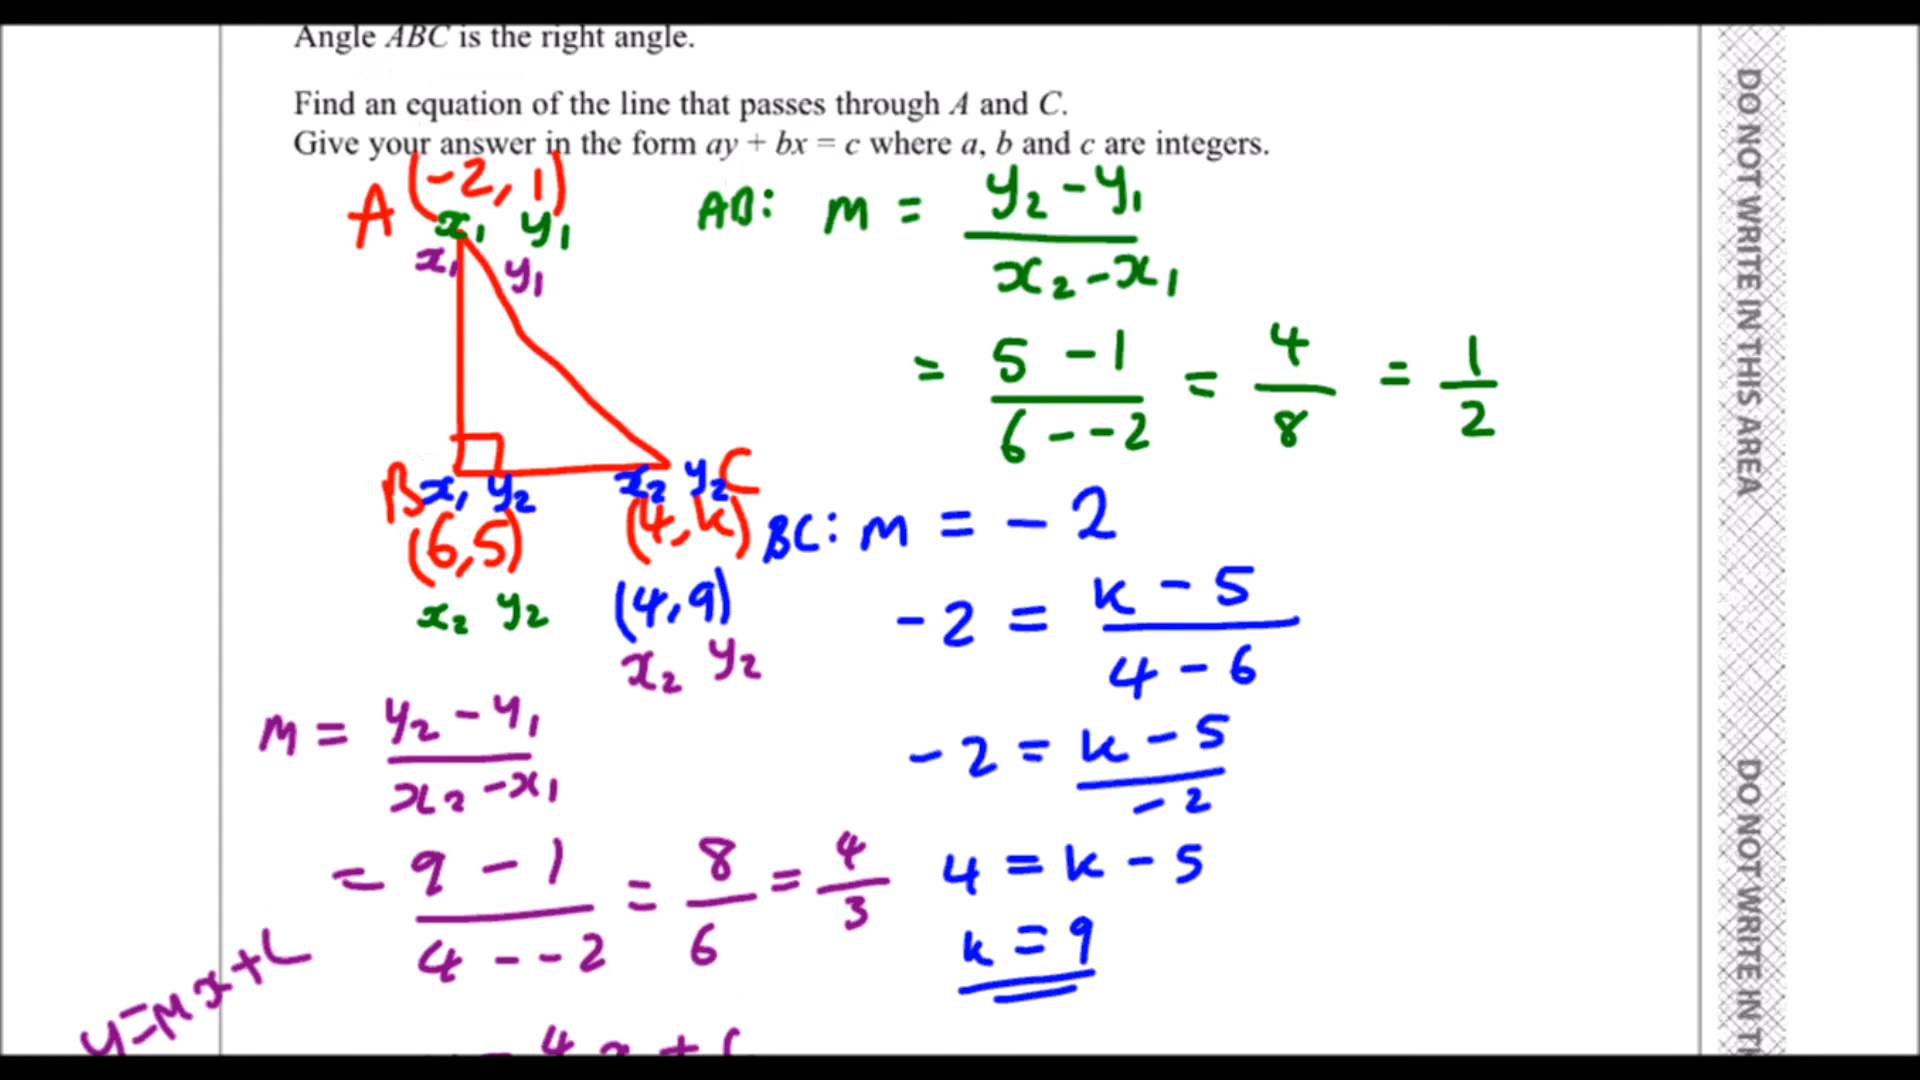 Angle ABC is the right angle.
Find an equation of the line that passes through A and C.
Give your answer in the form ay + bx = c where a, b and c are integers.
A (-2, 1)
x₁ y₁
x₁ y₁
B x₁ y₂
(6,5)
x₂ y₂
x₂ y₂ C
(4,k)
(4,9)
x₂ y₂
AB: m = (y₂ - y₁)/(x₂ - x₁)
= (5 - 1)/(6 - -2) = 4/8 = 1/2
BC: m = - 2
-2 = (k - 5)/(4 - 6)
-2 = (k - 5)/(-2)
4 = k - 5
k = 9
m = (y₂ - y₁)/(x₂ - x₁)
= (9 - 1)/(4 - -2) = 8/6 = 4/3
y=mx+c
DO NOT WRITE IN THIS AREA
DO NOT WRITE IN